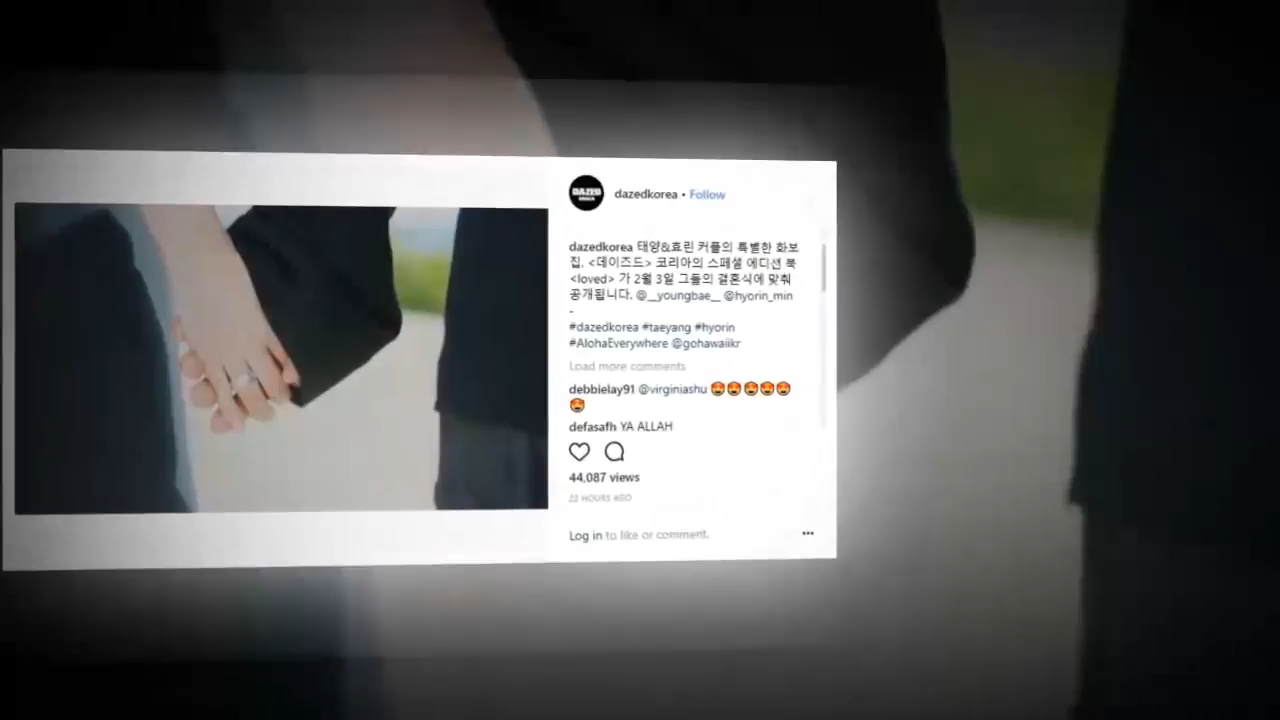 DAZED
KOREA
dazedkorea • Follow
dazedkorea 태양&효린 커플의 특별한 화보
집, <데이즈드> 코리아의 스페셜 에디션 북
<loved> 가 2월 3일 그들의 결혼식에 맞춰
공개됩니다. @__youngbae__ @hyorin_min
-
#dazedkorea #taeyang #hyorin
#AlohaEverywhere @gohawaiikr
Load more comments
debbielay91 @virginiashu 😍😍😍😍😍
😍
defasafh YA ALLAH
44,087 views
22 HOURS AGO
Log in to like or comment.